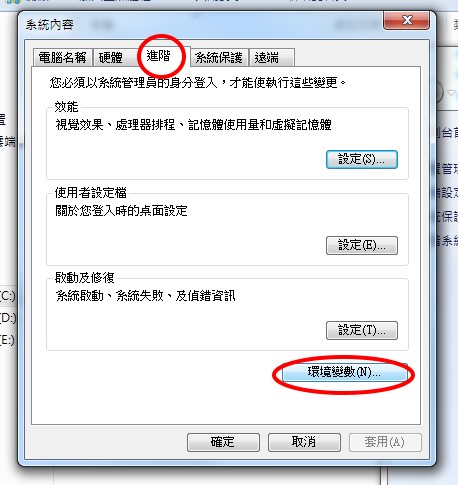 系統內容
電腦名稱 硬體 進階 系統保護 遠端
您必須以系統管理員的身分登入，才能使執行這些變更。
效能
視覺效果、處理器排程、記憶體使用量和虛擬記憶體
設定(S)...
使用者設定檔
關於您登入時的桌面設定
設定(E)...
啟動及修復
系統啟動、系統失敗、及偵錯資訊
設定(T)...
環境變數(N)...
確定 取消 套用(A)
(C:)
(D:)
(E:)